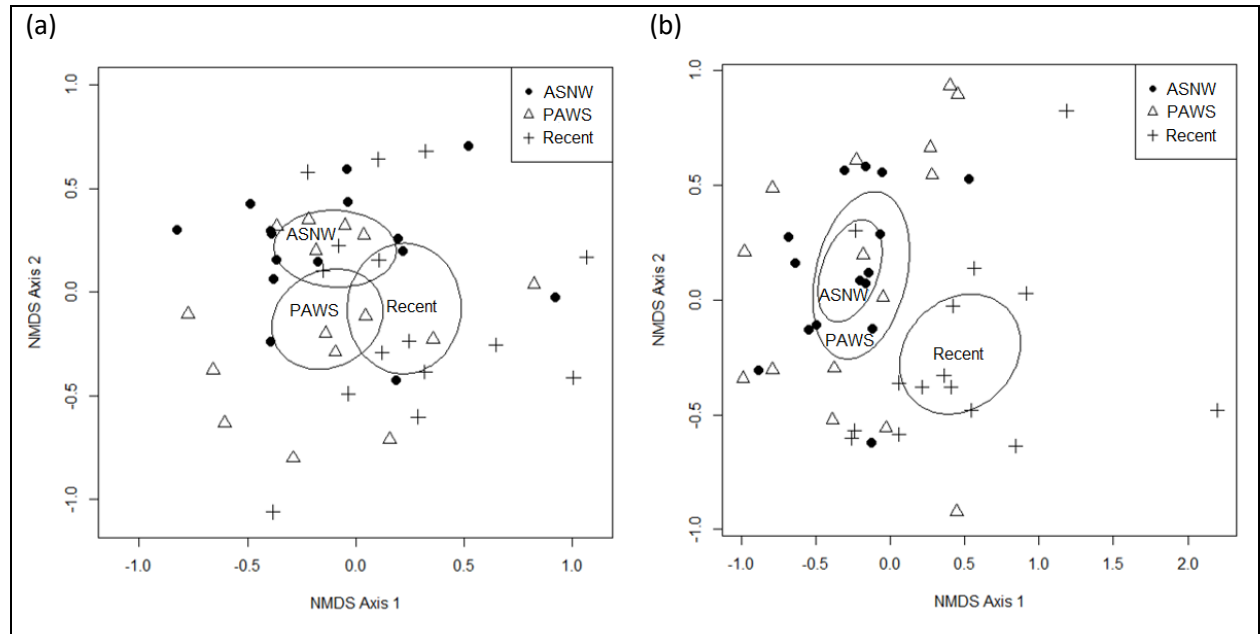 (a)
ASNW
PAWS
Recent
1.0
0.5
0.0
-0.5
-1.0
NMDS Axis 2
ASNW
PAWS
Recent
-1.0
-0.5
0.0
0.5
1.0
NMDS Axis 1
(b)
ASNW
PAWS
Recent
1.0
0.5
0.0
-0.5
-1.0
NMDS Axis 2
ASNW
PAWS
Recent
-1.0
-0.5
0.0
0.5
1.0
1.5
2.0
NMDS Axis 1